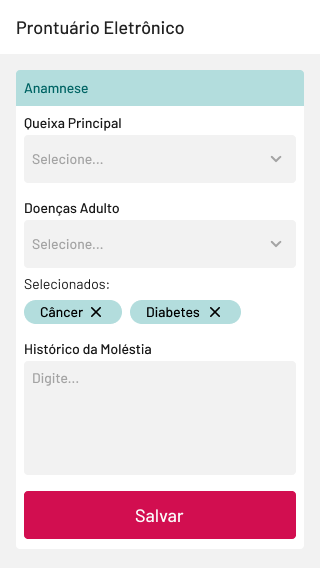 Prontuário Eletrônico
Anamnese
Queixa Principal
Selecione...
Doenças Adulto
Selecione...
Selecionados:
Câncer
Diabetes
Histórico da Moléstia
Digite...
Salvar